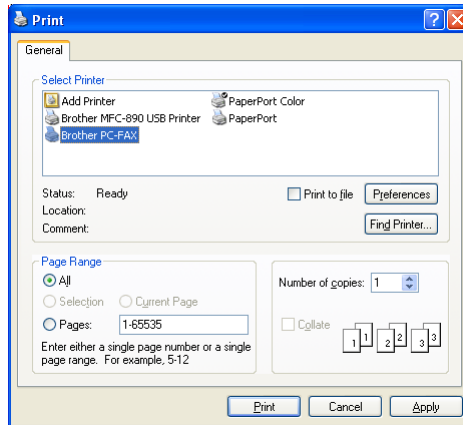 Print
General
Select Printer
Add Printer
PaperPort Color
Brother MFC-890 USB Printer
PaperPort
Brother PC-FAX
Status: Ready
Print to file
Preferences
Location:
Comment:
Find Printer...
Page Range
All
Selection
Current Page
Pages: 1-65535
Enter either a single page number or a single
page range. For example, 5-12
Number of copies: 1
Collate
1 1 2 2 3 3
Print
Cancel
Apply